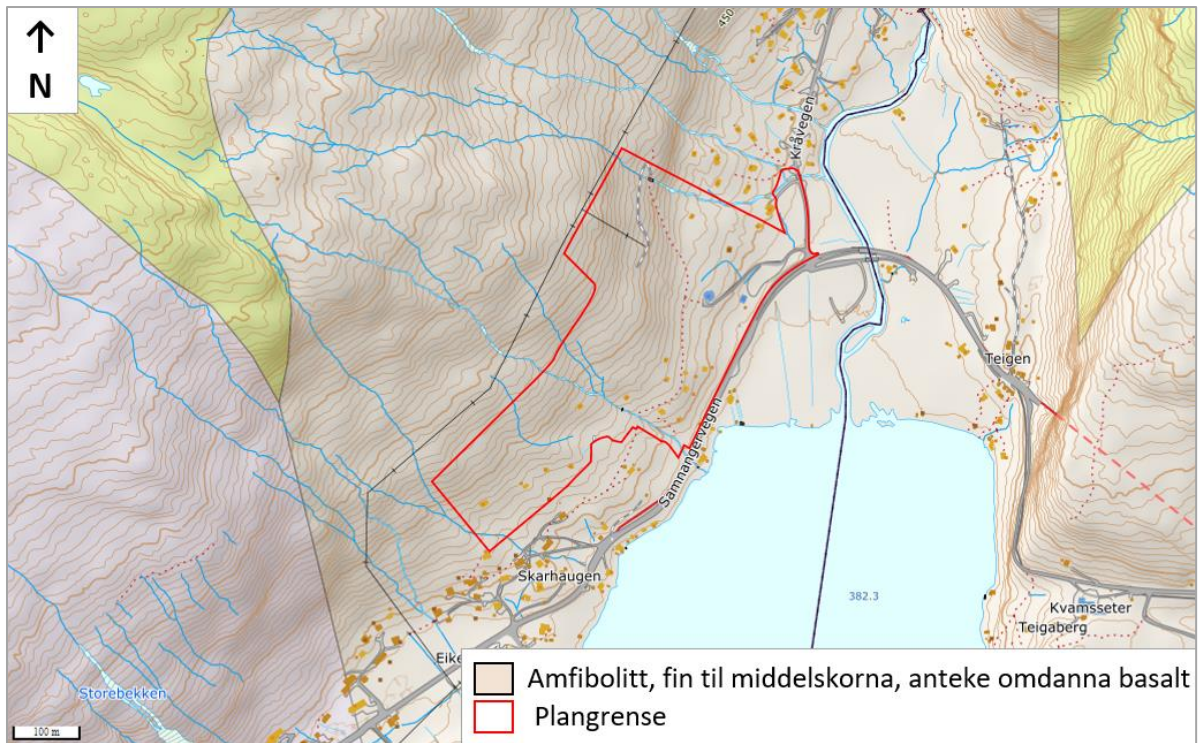 N
450
Kråvegen
Teigen
Samnangervegen
Skarhaugen
382.3
Kvamsseter
Teigaberg
Eike
Storebekken
100 m
Amfibolitt, fin til middelskorna, anteke omdanna basalt
Plangrense